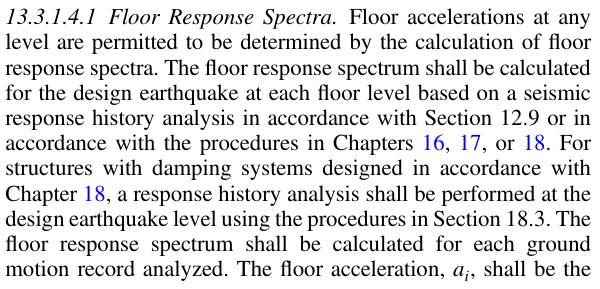 13.3.1.4.1 Floor Response Spectra. Floor accelerations at any
level are permitted to be determined by the calculation of floor
response spectra. The floor response spectrum shall be calculated
for the design earthquake at each floor level based on a seismic
response history analysis in accordance with Section 12.9 or in
accordance with the procedures in Chapters 16, 17, or 18. For
structures with damping systems designed in accordance with
Chapter 18, a response history analysis shall be performed at the
design earthquake level using the procedures in Section 18.3. The
floor response spectrum shall be calculated for each ground
motion record analyzed. The floor acceleration, aᵢ, shall be the